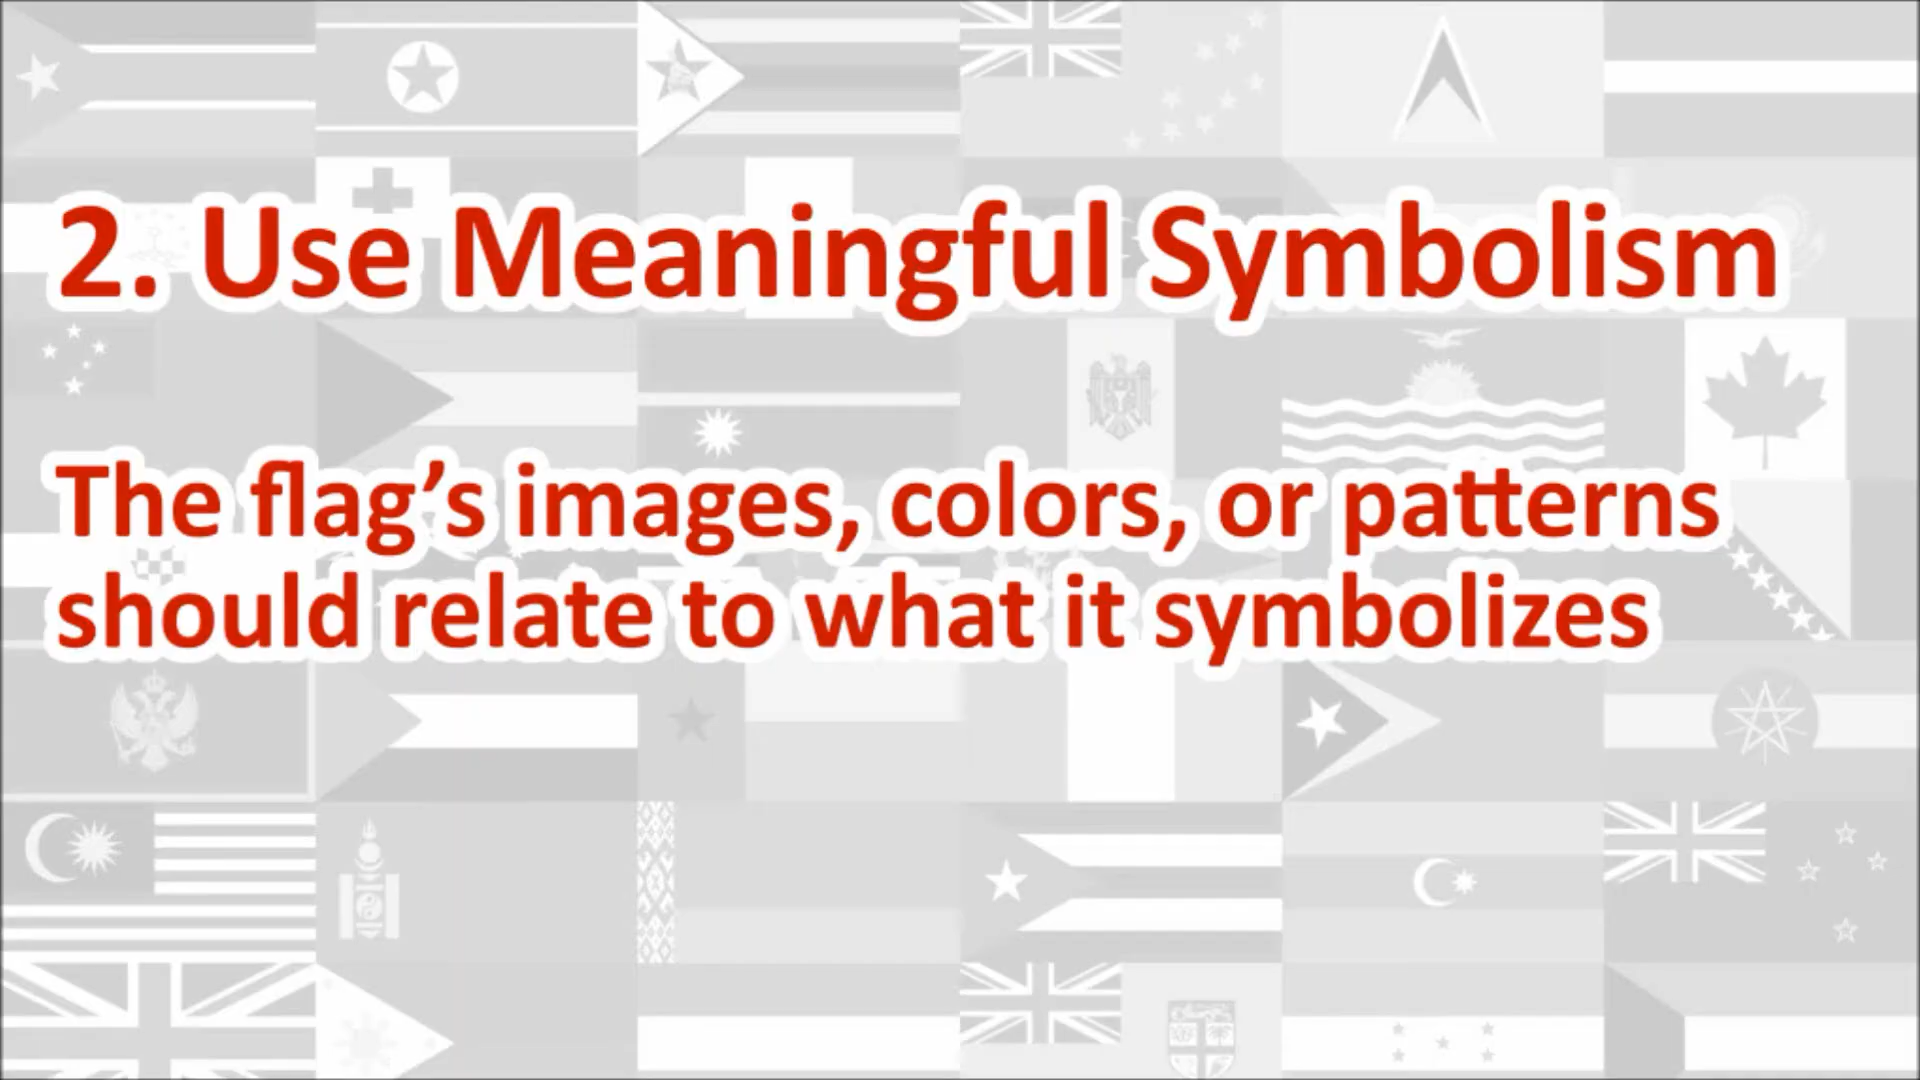 2. Use Meaningful Symbolism
The flag’s images, colors, or patterns
should relate to what it symbolizes